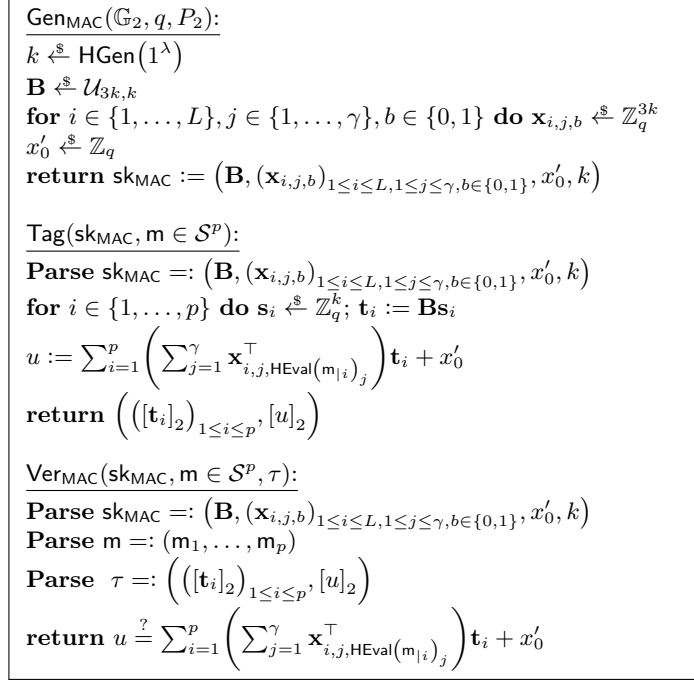 Gen_MAC(𝔾₂, q, P₂):
k ←$ HGen(1^λ)
𝐁 ←$ 𝒰_{3k,k}
for i ∈ {1, …, L}, j ∈ {1, …, γ}, b ∈ {0, 1} do 𝐱_{i,j,b} ←$ ℤ_q^{3k}
x′_0 ←$ ℤ_q
return sk_MAC := (𝐁, (𝐱_{i,j,b})_{1≤i≤L,1≤j≤γ,b∈{0,1}}, x′_0, k)
Tag(sk_MAC, m ∈ 𝒮^p):
Parse sk_MAC =: (𝐁, (𝐱_{i,j,b})_{1≤i≤L,1≤j≤γ,b∈{0,1}}, x′_0, k)
for i ∈ {1, …, p} do 𝐬_i ←$ ℤ_q^k; 𝐭_i := 𝐁𝐬_i
u := ∑_{i=1}^p (∑_{j=1}^γ 𝐱^⊤_{i,j,HEval(m_{|i})_j}) 𝐭_i + x′_0
return (([𝐭_i]_2)_{1≤i≤p}, [u]_2)
Ver_MAC(sk_MAC, m ∈ 𝒮^p, τ):
Parse sk_MAC =: (𝐁, (𝐱_{i,j,b})_{1≤i≤L,1≤j≤γ,b∈{0,1}}, x′_0, k)
Parse m =: (m_1, …, m_p)
Parse τ =: (([𝐭_i]_2)_{1≤i≤p}, [u]_2)
return u ≟ ∑_{i=1}^p (∑_{j=1}^γ 𝐱^⊤_{i,j,HEval(m_{|i})_j}) 𝐭_i + x′_0